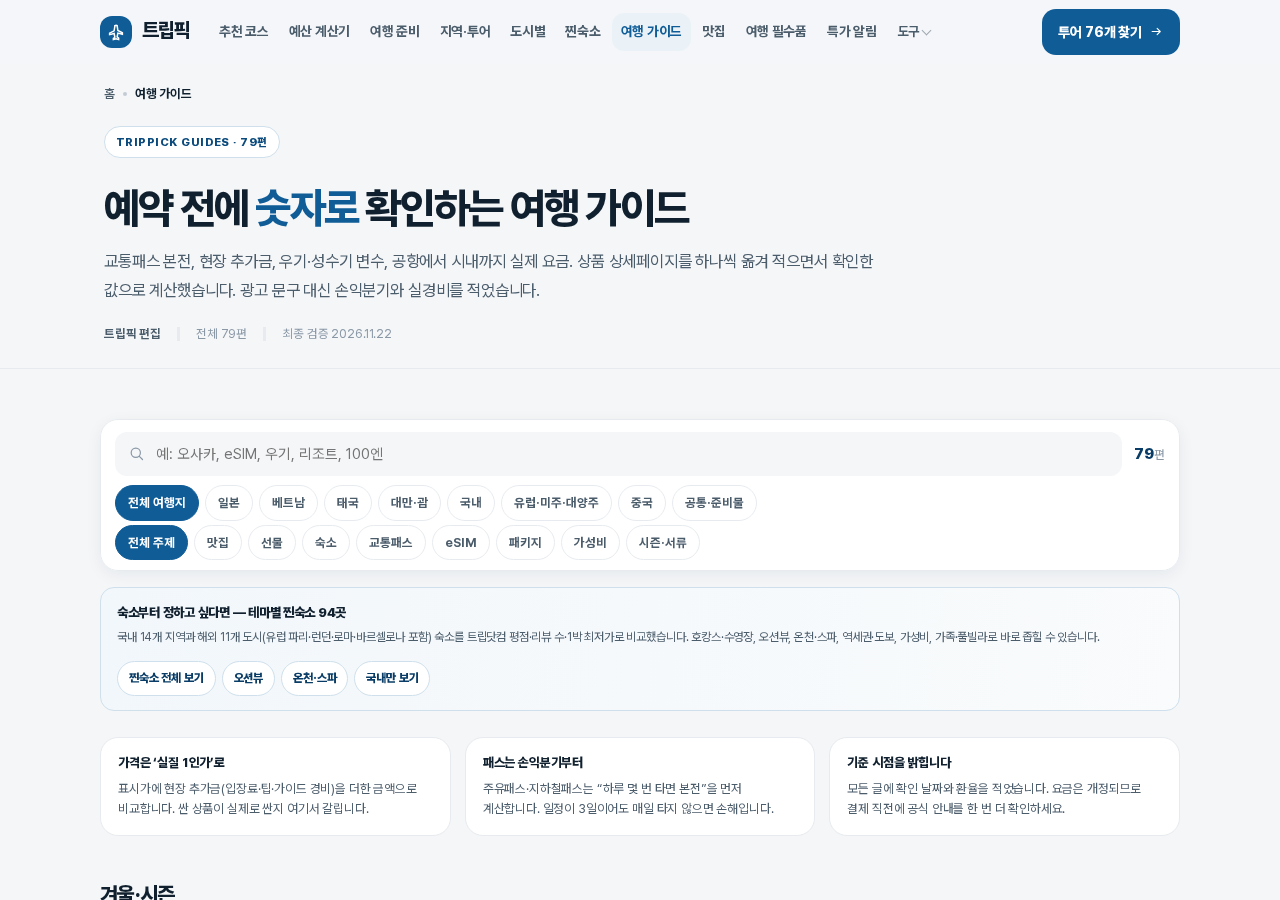 트립픽 추천 코스 예산 계산기 여행 준비 지역·투어 도시별 찐숙소 여행 가이드 맛집 여행 필수품 특가 알림 도구 투어 76개 찾기 →
홈 • 여행 가이드
TRIPPICK GUIDES · 79편
예약 전에 숫자로 확인하는 여행 가이드
교통패스 본전, 현장 추가금, 우기·성수기 변수, 공항에서 시내까지 실제 요금. 상품 상세페이지를 하나씩 옮겨 적으면서 확인한
값으로 계산했습니다. 광고 문구 대신 손익분기와 실경비를 적었습니다.
트립픽 편집 전체 79편 최종 검증 2026.11.22
예: 오사카, eSIM, 우기, 리조트, 100엔 79편
전체 여행지 일본 베트남 태국 대만·괌 국내 유럽·미주·대양주 중국 공통·준비물
전체 주제 맛집 선물 숙소 교통패스 eSIM 패키지 가성비 시즌·서류
숙소부터 정하고 싶다면 — 테마별 찐숙소 94곳
국내 14개 지역과 해외 11개 도시(유럽 파리·런던·로마·바르셀로나 포함) 숙소를 트립닷컴 평점·리뷰 수·1박 최저가로 비교했습니다. 호캉스·수영장, 오션뷰, 온천·스파, 역세권·도보, 가성비, 가족·풀빌라로 바로 좁힐 수 있습니다.
찐숙소 전체 보기 오션뷰 온천·스파 국내만 보기
가격은 ‘실질 1인가’로
표시가에 현장 추가금(입장료·팁·가이드 경비)을 더한 금액으로
비교합니다. 싼 상품이 실제로 싼지 여기서 갈립니다.
패스는 손익분기부터
주유패스·지하철패스는 “하루 몇 번 타면 본전”을 먼저
계산합니다. 일정이 3일이어도 매일 타지 않으면 손해입니다.
기준 시점을 밝힙니다
모든 글에 확인 날짜와 환율을 적었습니다. 요금은 개정되므로
결제 직전에 공식 안내를 한 번 더 확인하세요.
겨울·시즌